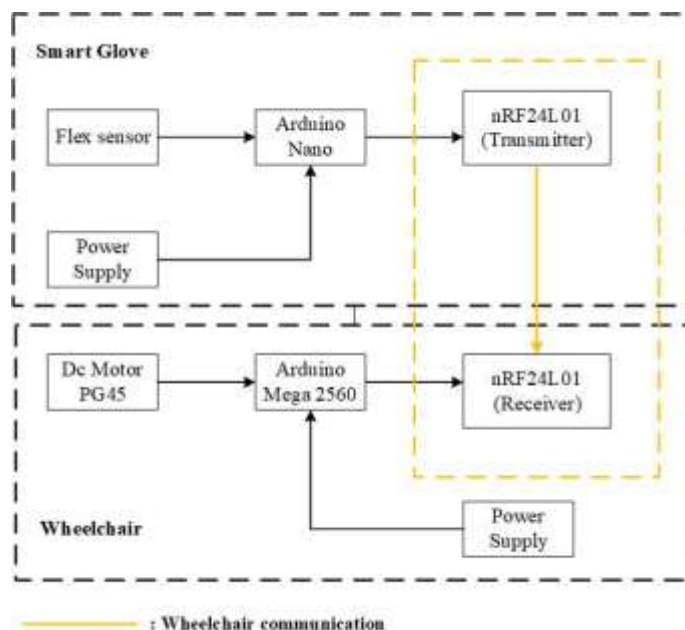 Smart Glove
Flex sensor
Arduino
Nano
nRF24L01
(Transmitter)
Power
Supply
Dc Motor
PG45
Arduino
Mega 2560
nRF24L01
(Receiver)
Wheelchair
Power
Supply
: Wheelchair communication